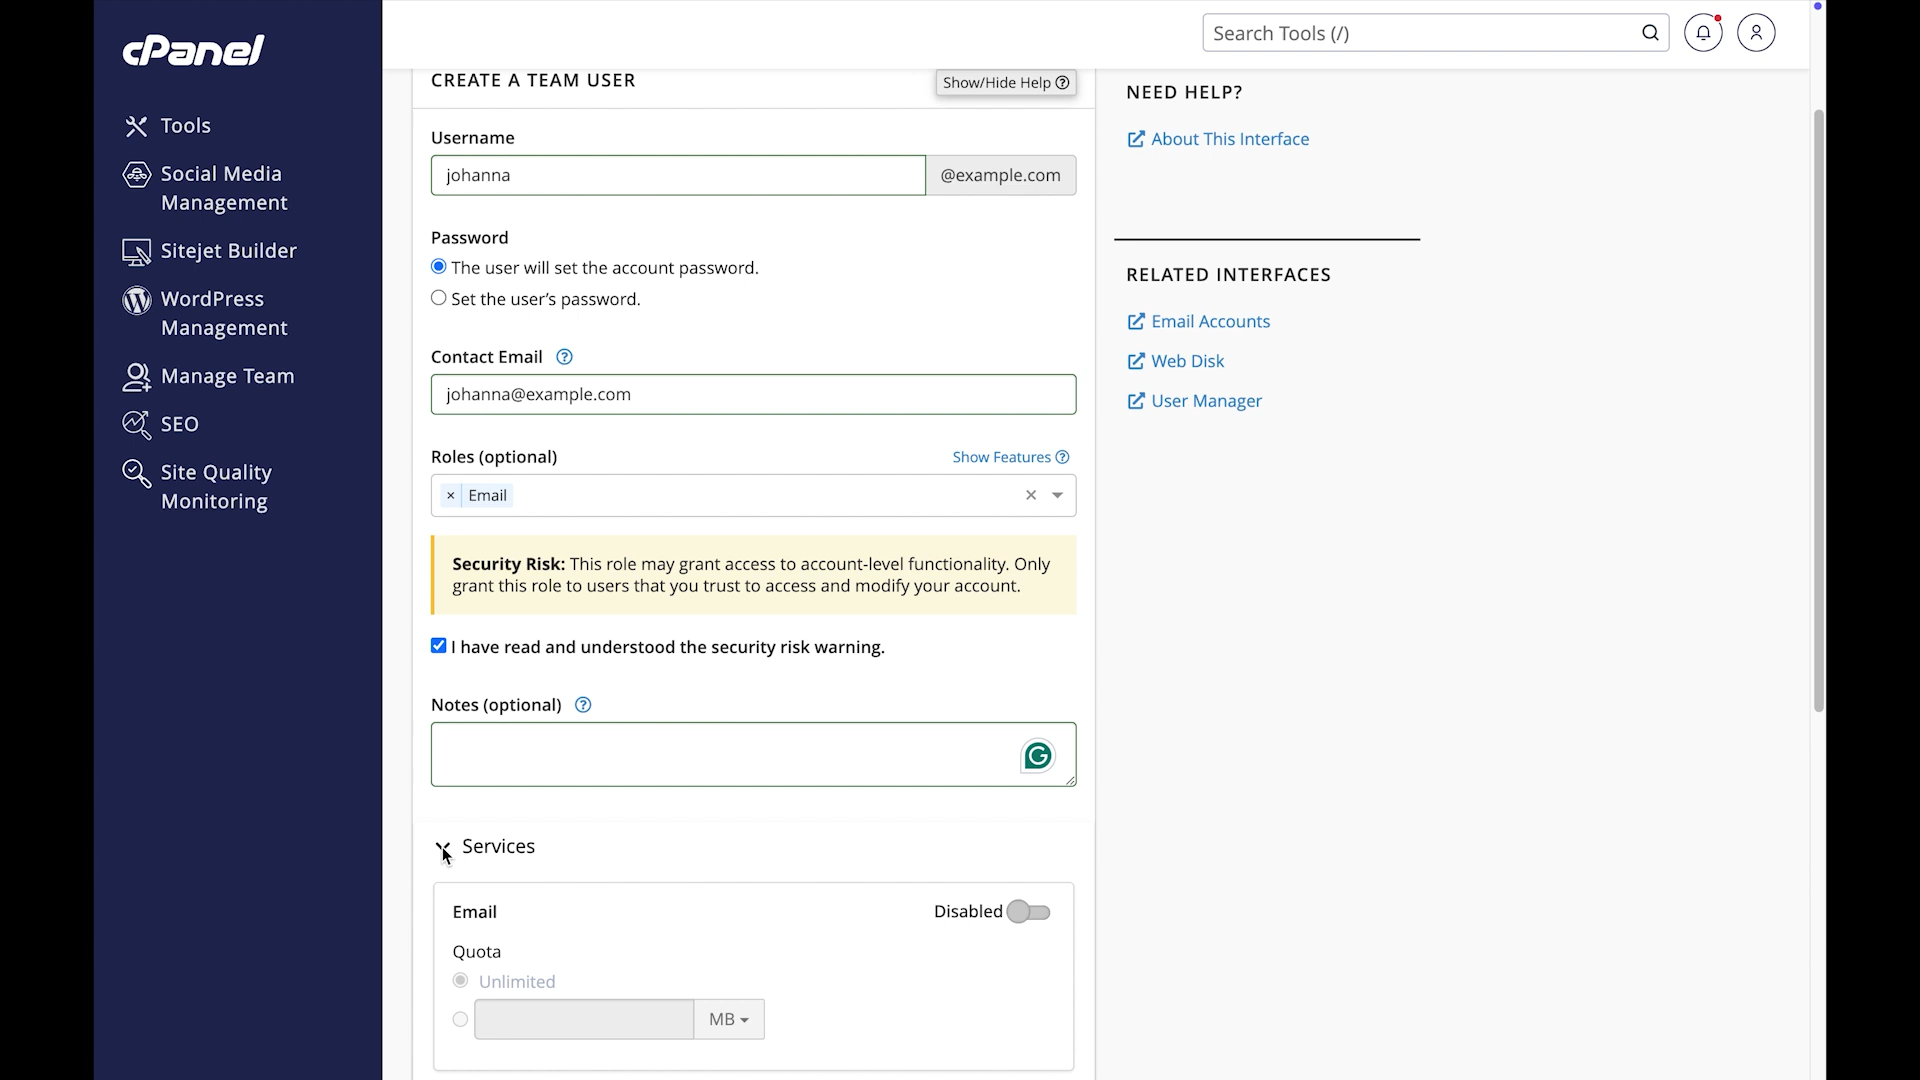 cPanel
Search Tools (/)
Tools
Social Media
Management
Sitejet Builder
WordPress
Management
Manage Team
SEO
Site Quality
Monitoring
CREATE A TEAM USER
Show/Hide Help
Username
johanna
@example.com
Password
The user will set the account password.
Set the user’s password.
Contact Email
johanna@example.com
Roles (optional)
Show Features
× Email
Security Risk: This role may grant access to account-level functionality. Only
grant this role to users that you trust to access and modify your account.
I have read and understood the security risk warning.
Notes (optional)
Services
Email
Disabled
Quota
Unlimited
MB
NEED HELP?
About This Interface
RELATED INTERFACES
Email Accounts
Web Disk
User Manager